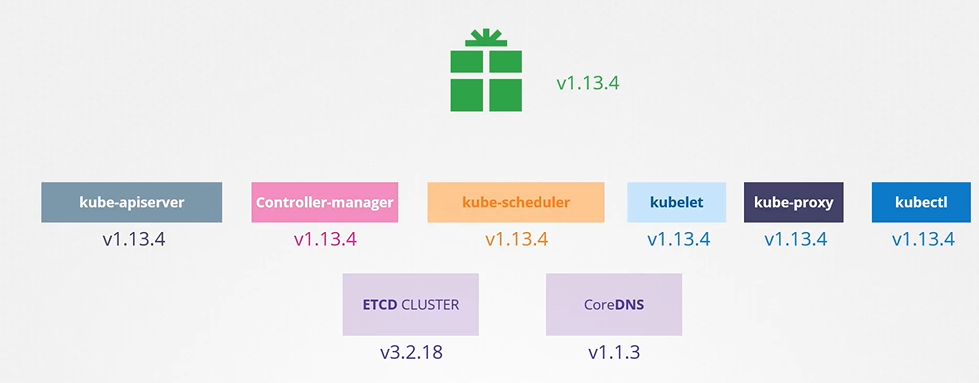 v1.13.4
kube-apiserver
Controller-manager
kube-scheduler
kubelet
kube-proxy
kubectl
v1.13.4
v1.13.4
v1.13.4
v1.13.4
v1.13.4
v1.13.4
ETCD CLUSTER
CoreDNS
v3.2.18
v1.1.3